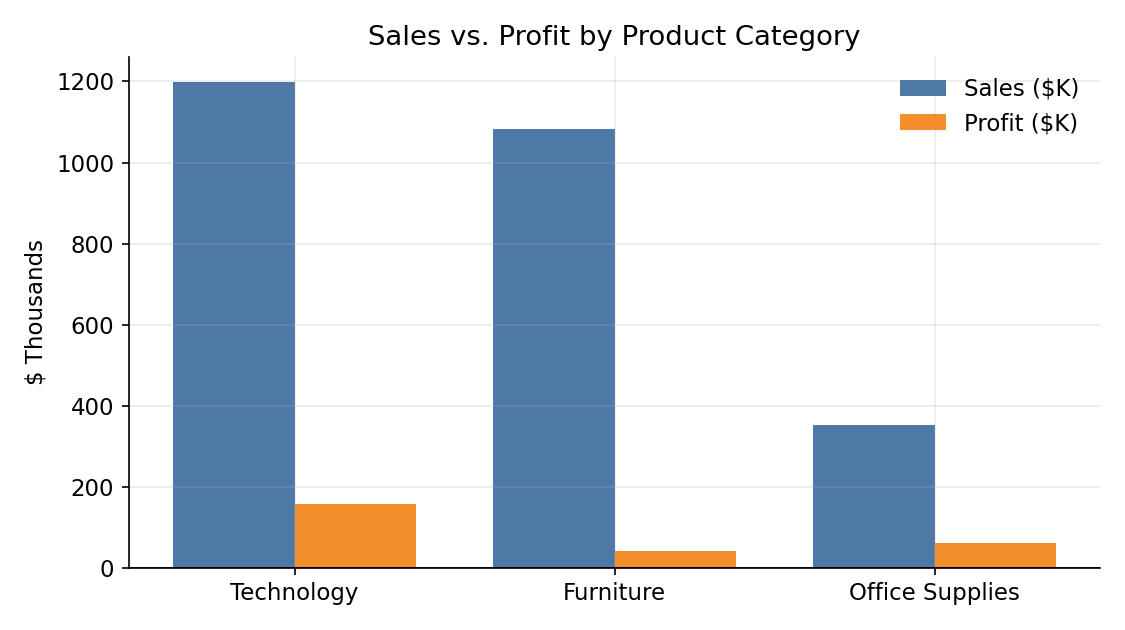 Sales vs. Profit by Product Category
Sales ($K)
Profit ($K)
$ Thousands
1200
1000
800
600
400
200
0
Technology
Furniture
Office Supplies